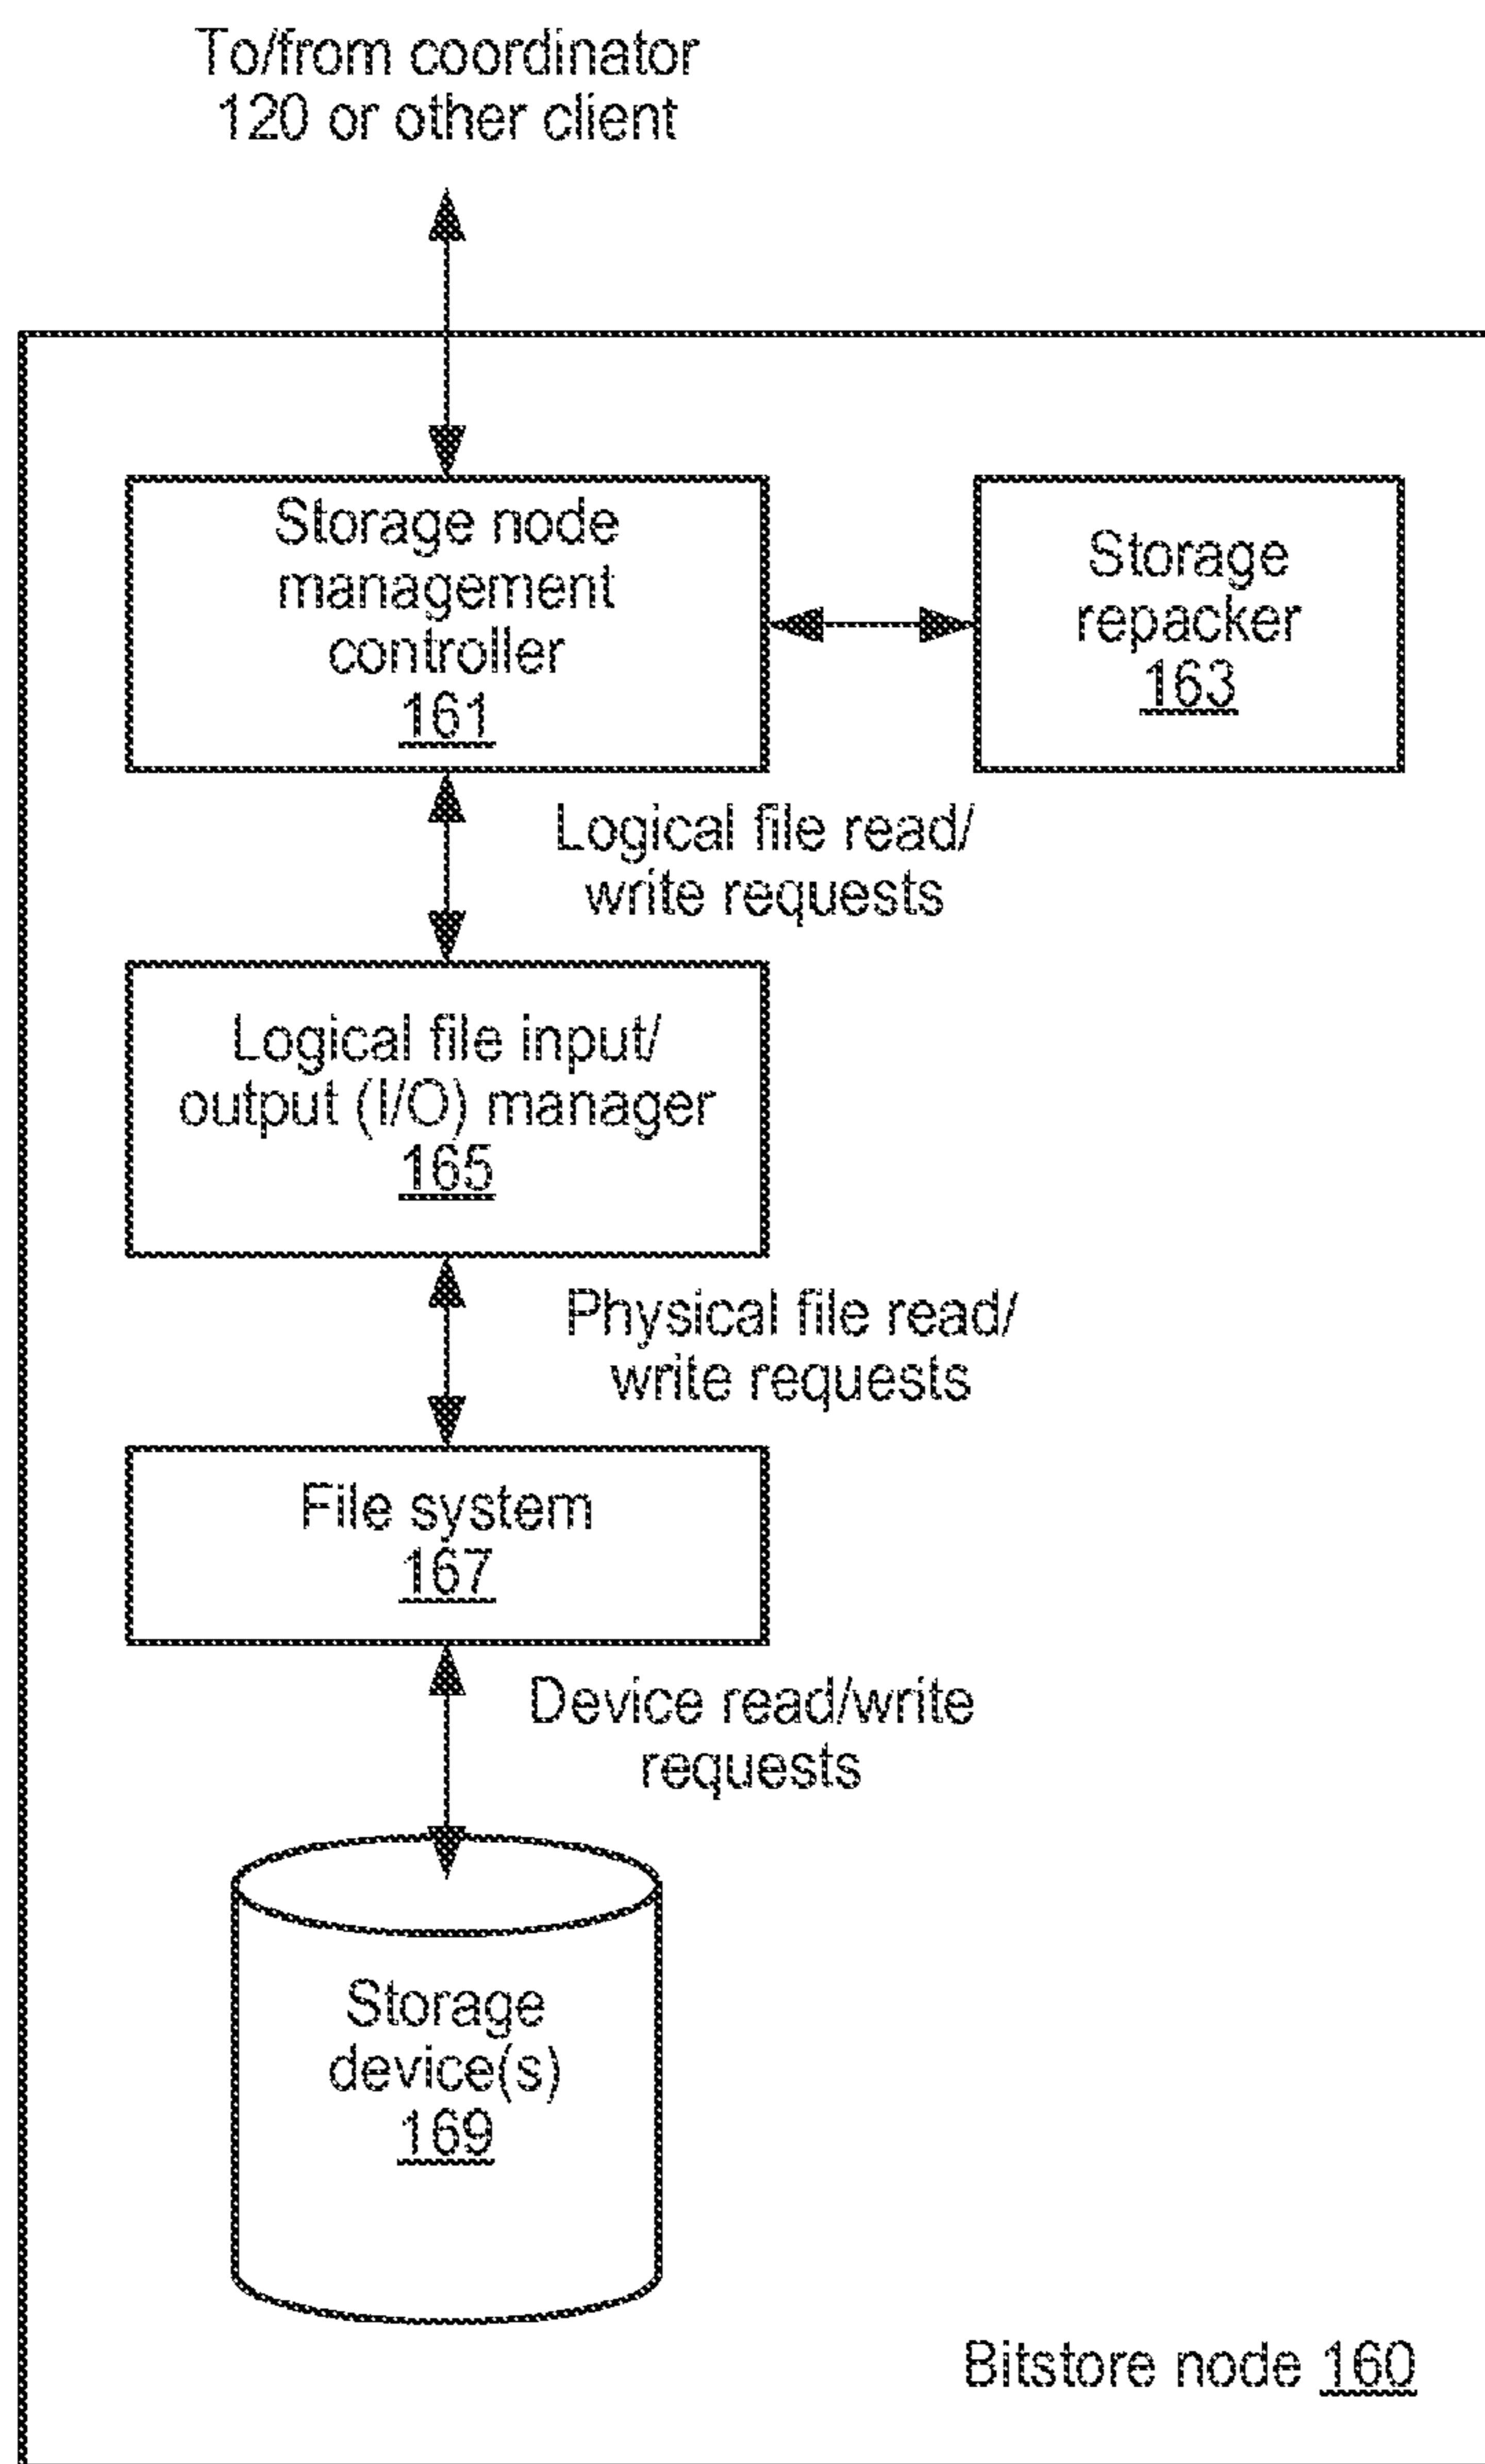 To/from coordinator
120 or other client
Storage node
management
controller
161
Storage
repacker
163
Logical file read/
write requests
Logical file input/
output (I/O) manager
165
Physical file read/
write requests
File system
167
Device read/write
requests
Storage
device(s)
169
Bitstore node 160